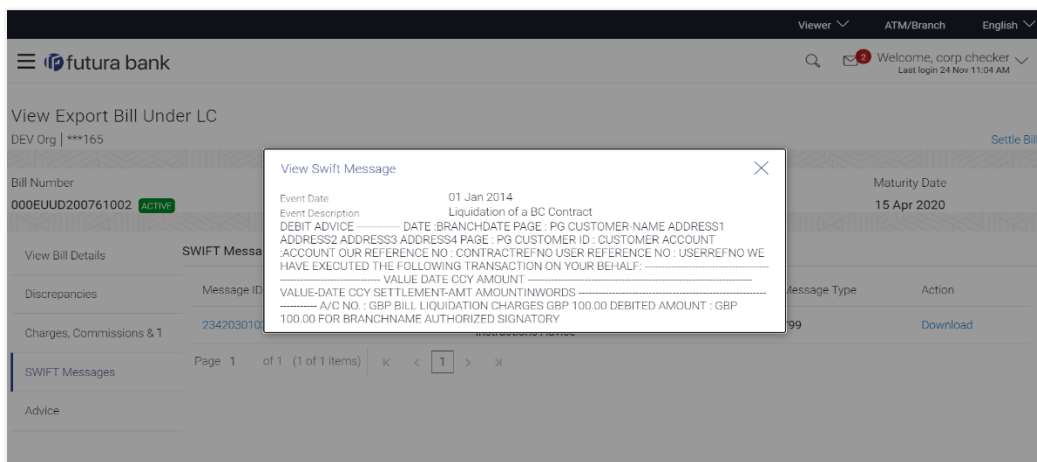 Viewer ATM/Branch English
futura bank
2 Welcome, corp checker
Last login 24 Nov 11:04 AM
View Export Bill Under LC
DEV Org | ***165
Settle Bill
View Swift Message
Bill Number
Maturity Date
000EUUD200761002 ACTIVE
15 Apr 2020
Event Date 01 Jan 2014
Event Description Liquidation of a BC Contract
DEBIT ADVICE ------------ DATE :BRANCHDATE PAGE : PG CUSTOMER-NAME ADDRESS1
ADDRESS2 ADDRESS3 ADDRESS4 PAGE : PG CUSTOMER ID : CUSTOMER ACCOUNT
:ACCOUNT OUR REFERENCE NO : CONTRACTREFNO USER REFERENCE NO : USERREFNO WE
HAVE EXECUTED THE FOLLOWING TRANSACTION ON YOUR BEHALF: -----------------------------------
---------------------------- VALUE DATE CCY AMOUNT ----------------------------------------------------------------
VALUE-DATE CCY SETTLEMENT-AMT AMOUNTINWORDS -----------------------------------------------------
---------- A/C NO. : GBP BILL LIQUIDATION CHARGES GBP 100.00 DEBITED AMOUNT : GBP
100.00 FOR BRANCHNAME AUTHORIZED SIGNATORY
View Bill Details
Discrepancies
Charges, Commissions & T
SWIFT Messages
Advice
SWIFT Messa
Message ID Message Type Action
Download
Page 1 of 1 (1 of 1 items) 1